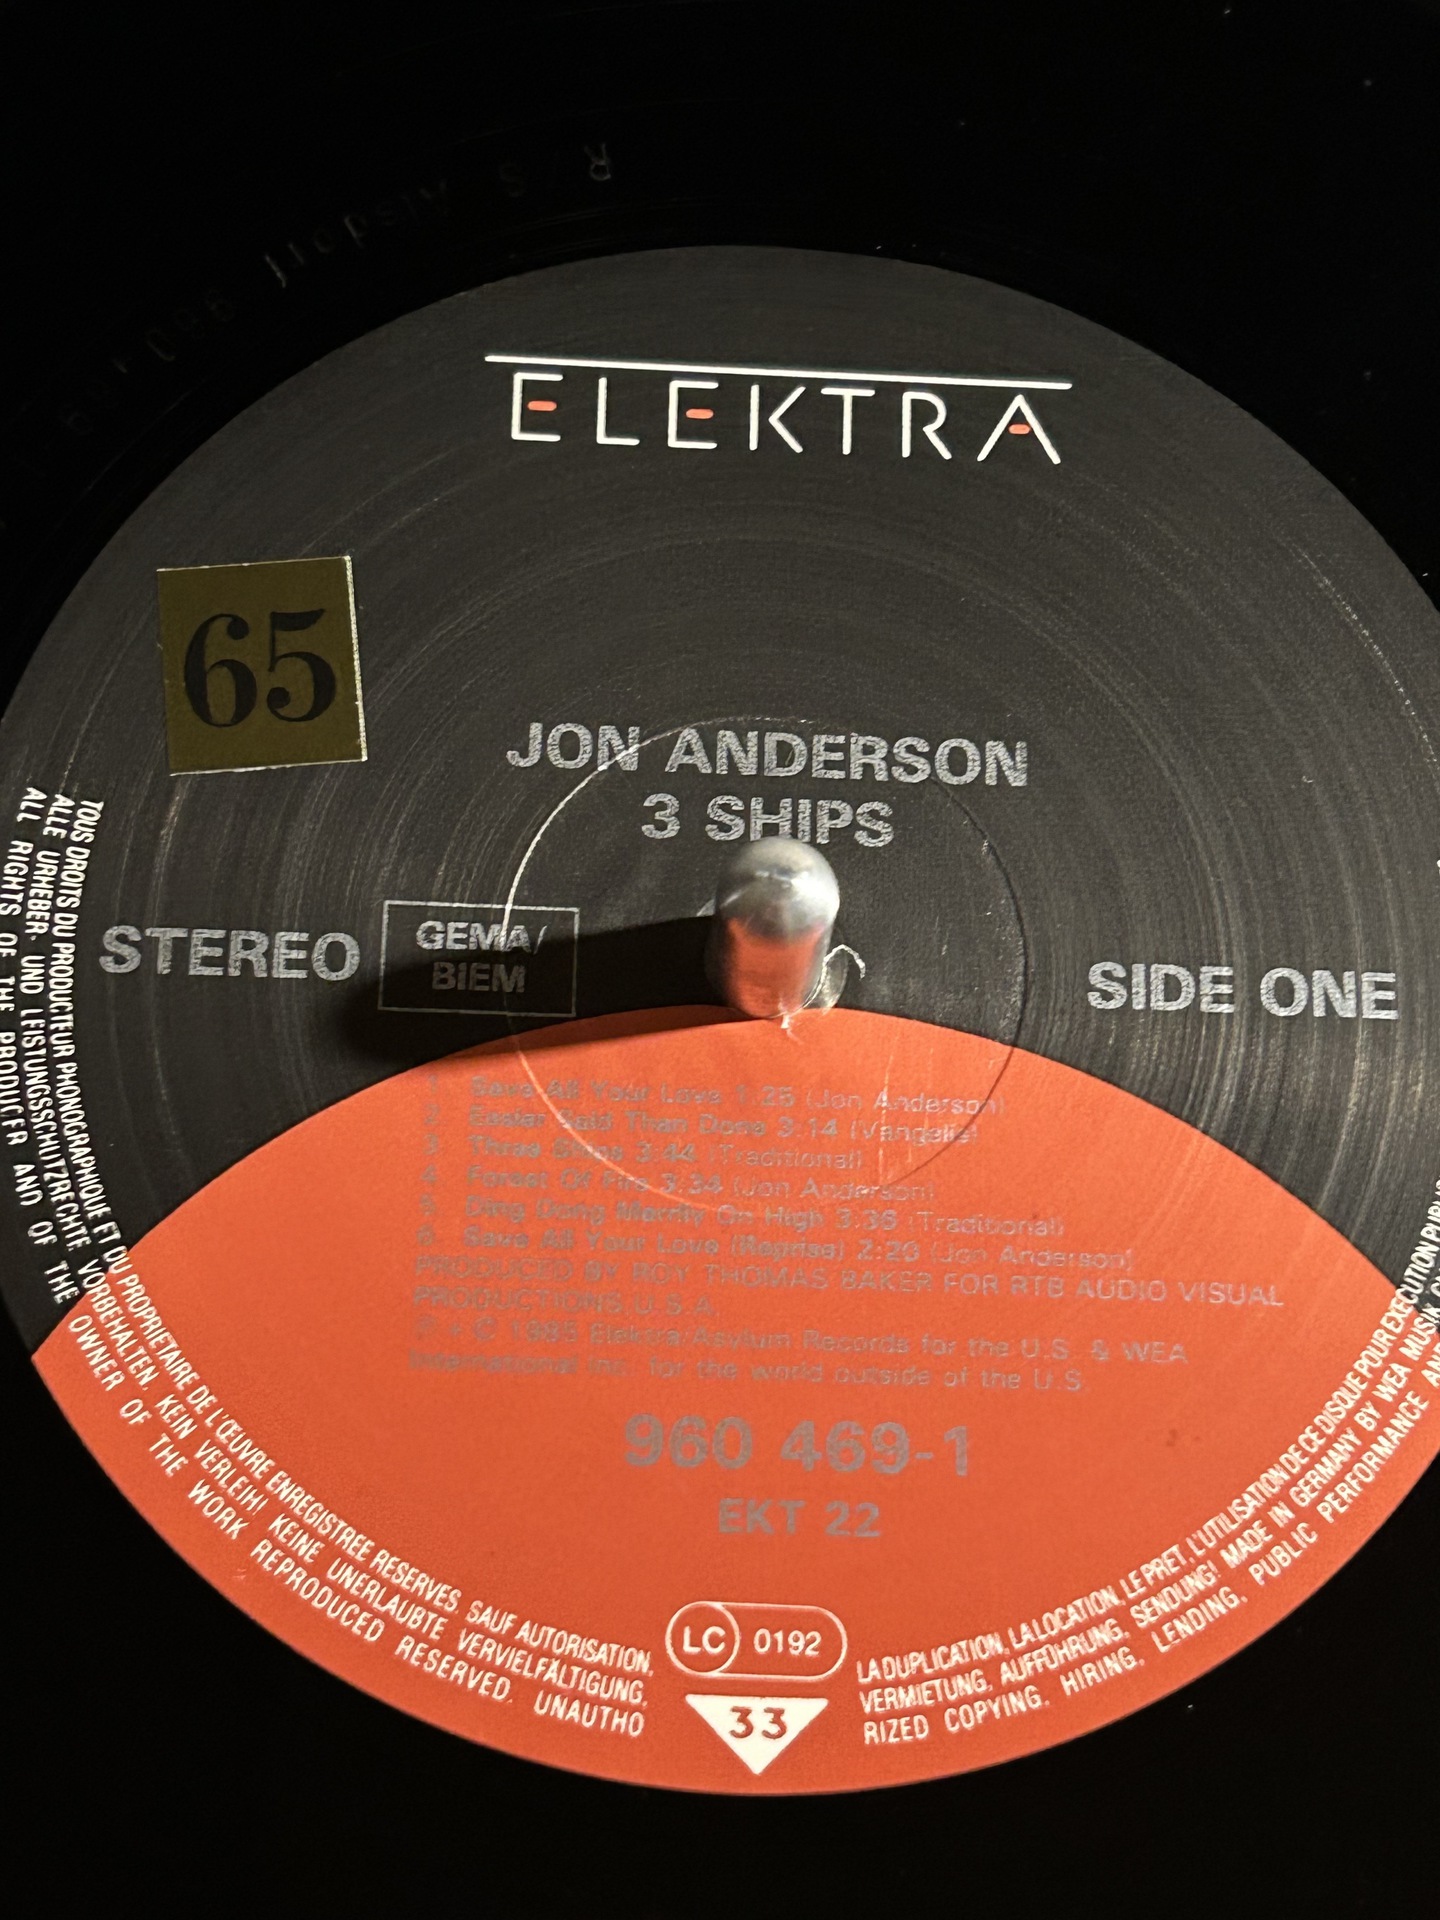 ELEKTRA
65
JON ANDERSON
3 SHIPS
STEREO
GEMA/
BIEM
SIDE ONE
1. Save All Your Love 1:25 (Jon Anderson)
2. Easier Said Than Done 3:14 (Vangelis)
3. Three Ships 3:44 (Traditional)
4. Forest Of Fire 3:34 (Jon Anderson)
5. Ding Dong Merrily On High 3:36 (Traditional)
6. Save All Your Love (Reprise) 2:20 (Jon Anderson)
PRODUCED BY ROY THOMAS BAKER FOR RTB AUDIO VISUAL
PRODUCTIONS, U.S.A.
℗ + © 1985 Elektra/Asylum Records for the U.S. & WEA
International Inc. for the world outside of the U.S.
960 469-1
EKT 22
LC 0192
33
TOUS DROITS DU PRODUCTEUR PHONOGRAPHIQUE ET DU PROPRIETAIRE DE L'ŒUVRE ENREGISTREE RESERVES. SAUF AUTORISATION, LA DUPLICATION, LA LOCATION, LE PRET, L'UTILISATION DE CE DISQUE POUR EXECUTION
ALLE URHEBER- UND LEISTUNGSSCHUTZRECHTE VORBEHALTEN. KEIN VERLEIH! KEINE UNERLAUBTE VERVIELFÄLTIGUNG, VERMIETUNG, AUFFÜHRUNG, SENDUNG! MADE IN GERMANY BY WEA MUSIK
ALL RIGHTS OF THE PRODUCER AND OF THE OWNER OF THE WORK REPRODUCED RESERVED. UNAUTHORIZED COPYING, HIRING, LENDING, PUBLIC PERFORMANCE